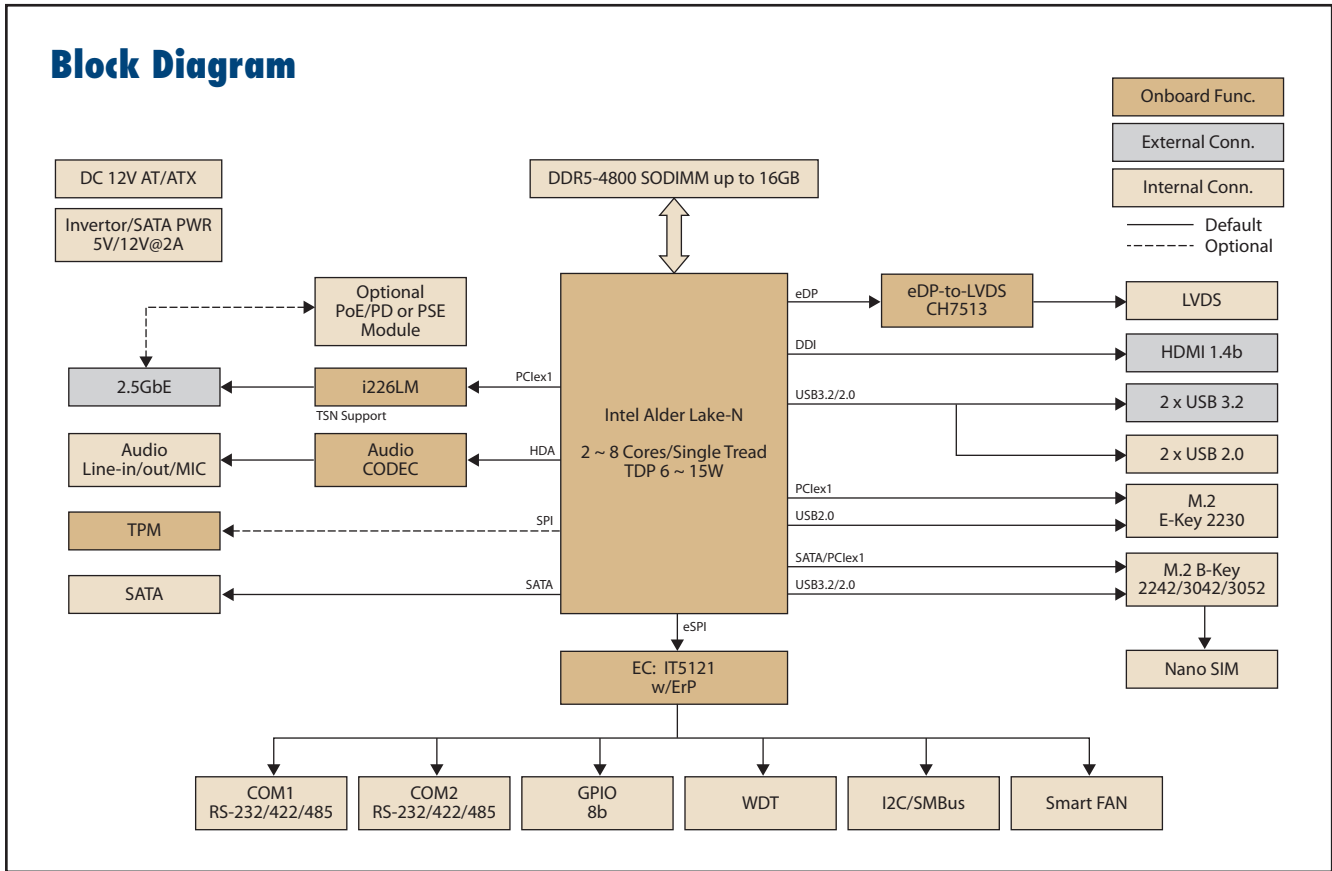 Block Diagram
Onboard Func.
External Conn.
Internal Conn.
Default
Optional
DC 12V AT/ATX
Invertor/SATA PWR
5V/12V@2A
DDR5-4800 SODIMM up to 16GB
Optional
PoE/PD or PSE
Module
2.5GbE
i226LM
TSN Support
PCIex1
Audio
Line-in/out/MIC
Audio
CODEC
HDA
TPM
SPI
SATA
SATA
Intel Alder Lake-N
2 ~ 8 Cores/Single Tread
TDP 6 ~ 15W
eDP
eDP-to-LVDS
CH7513
LVDS
DDI
HDMI 1.4b
USB3.2/2.0
2 x USB 3.2
2 x USB 2.0
PCIex1
USB2.0
M.2
E-Key 2230
SATA/PCIex1
USB3.2/2.0
M.2 B-Key
2242/3042/3052
Nano SIM
eSPI
EC: IT5121
w/ErP
COM1
RS-232/422/485
COM2
RS-232/422/485
GPIO
8b
WDT
I2C/SMBus
Smart FAN